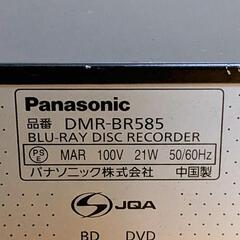 Panasonic
品番 DMR-BR585
BLU-RAY DISC RECORDER
PS E MAR 100V 21W 50/60Hz
パナソニック株式会社 中国製
JQA
BD DVD